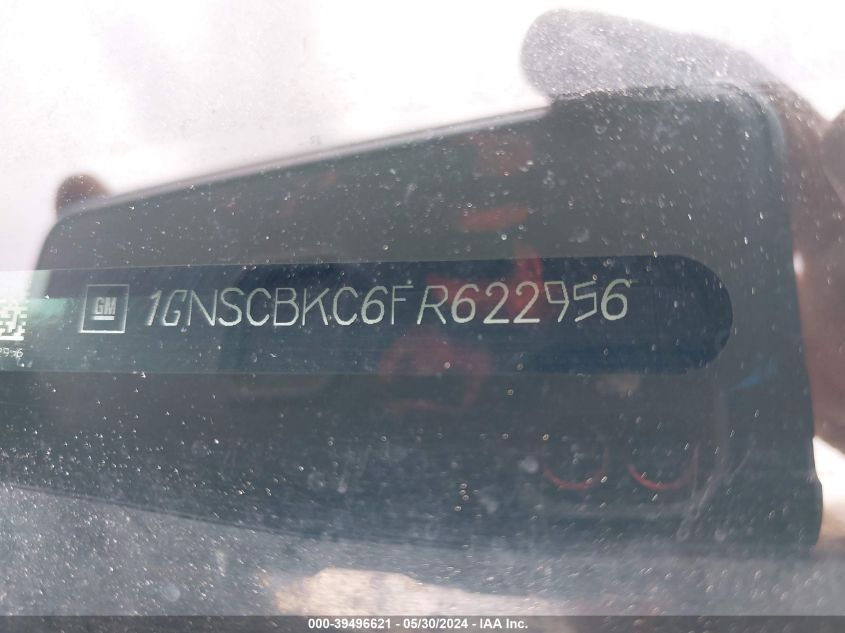 GM 1GNSCBKC6FR622956
000-39496621 - 05/30/2024 - IAA Inc.